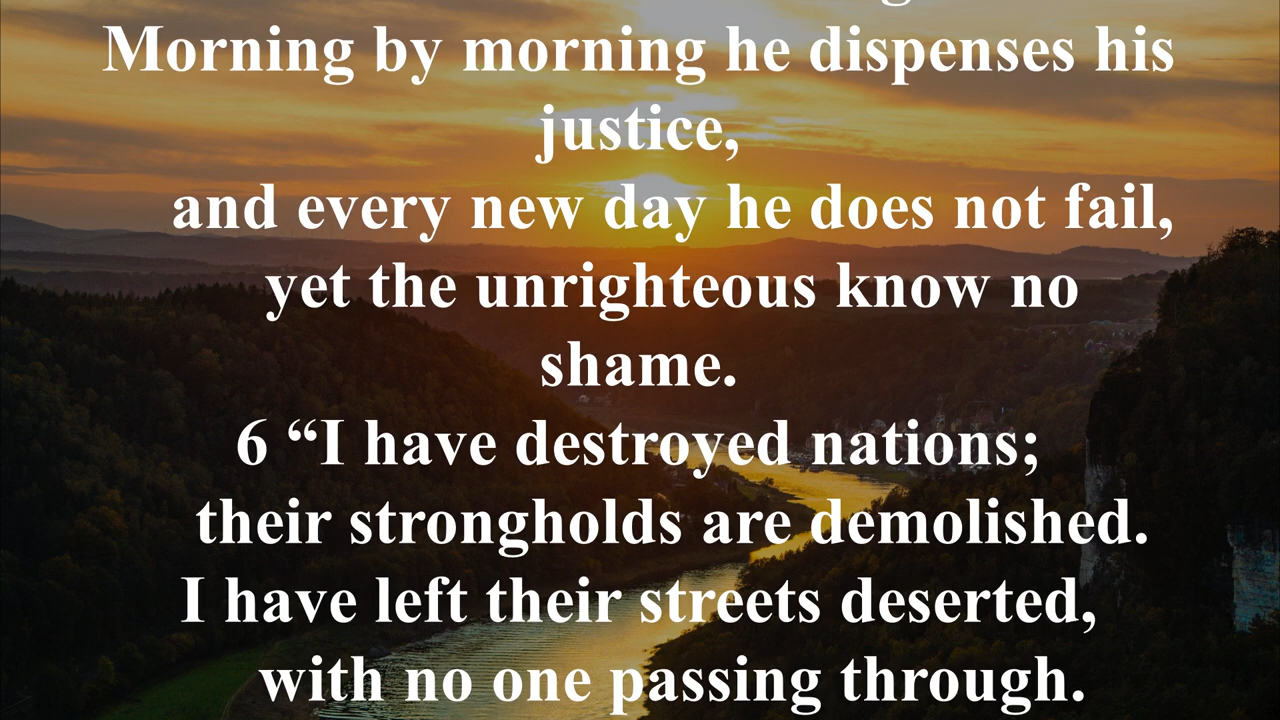 Morning by morning he dispenses his
justice,
and every new day he does not fail,
yet the unrighteous know no
shame.
6 “I have destroyed nations;
their strongholds are demolished.
I have left their streets deserted,
with no one passing through.